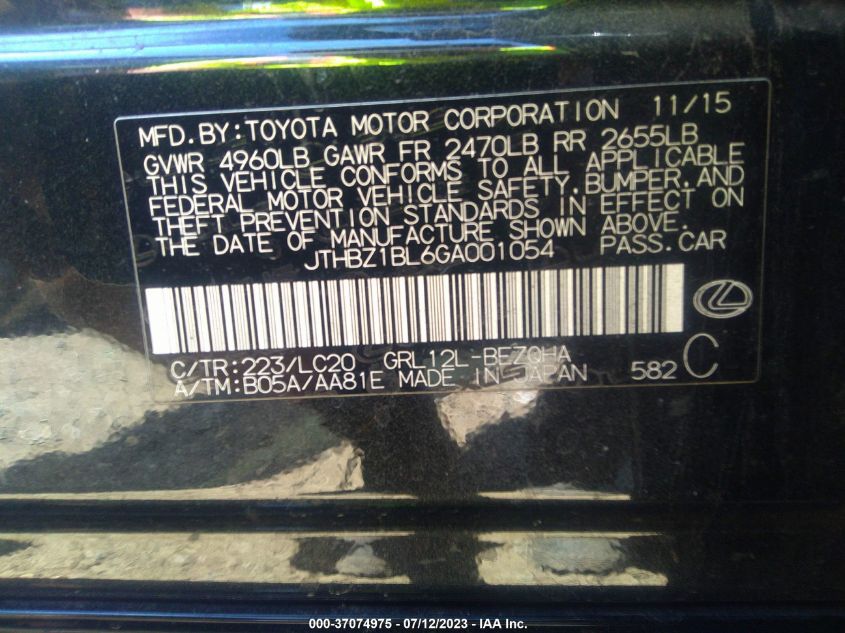 MFD.BY:TOYOTA MOTOR CORPORATION 11/15
GVWR 4960LB GAWR FR 2470LB RR 2655LB
THIS VEHICLE CONFORMS TO ALL APPLICABLE
FEDERAL MOTOR VEHICLE SAFETY,BUMPER,AND
THEFT PREVENTION STANDARDS IN EFFECT ON
THE DATE OF MANUFACTURE SHOWN ABOVE.
JTHBZ1BL6GA001054 PASS.CAR
C/TR:223/LC20 GRL12L-BEZQHA
A/TM:B05A/AA81E MADE IN JAPAN 582 C
000-37074975 - 07/12/2023 - IAA Inc.